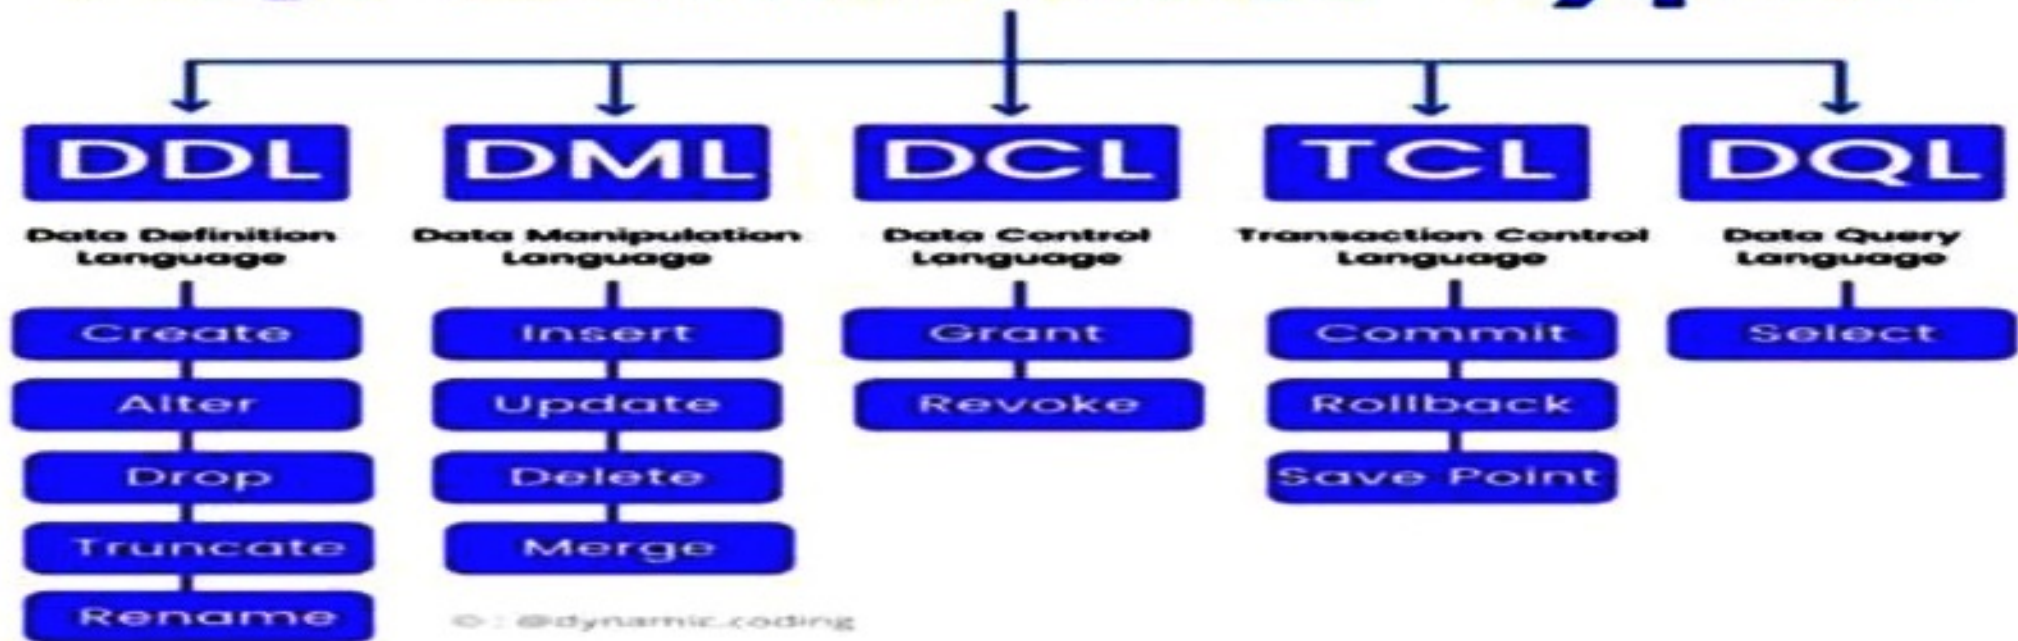 DDL
DML
DCL
TCL
DQL
Data Definition
Language
Data Manipulation
Language
Data Control
Language
Transaction Control
Language
Data Query
Language
Create
Insert
Grant
Commit
Select
Alter
Update
Revoke
Rollback
Drop
Delete
Save Point
Truncate
Merge
Rename
© : @dynamic.coding